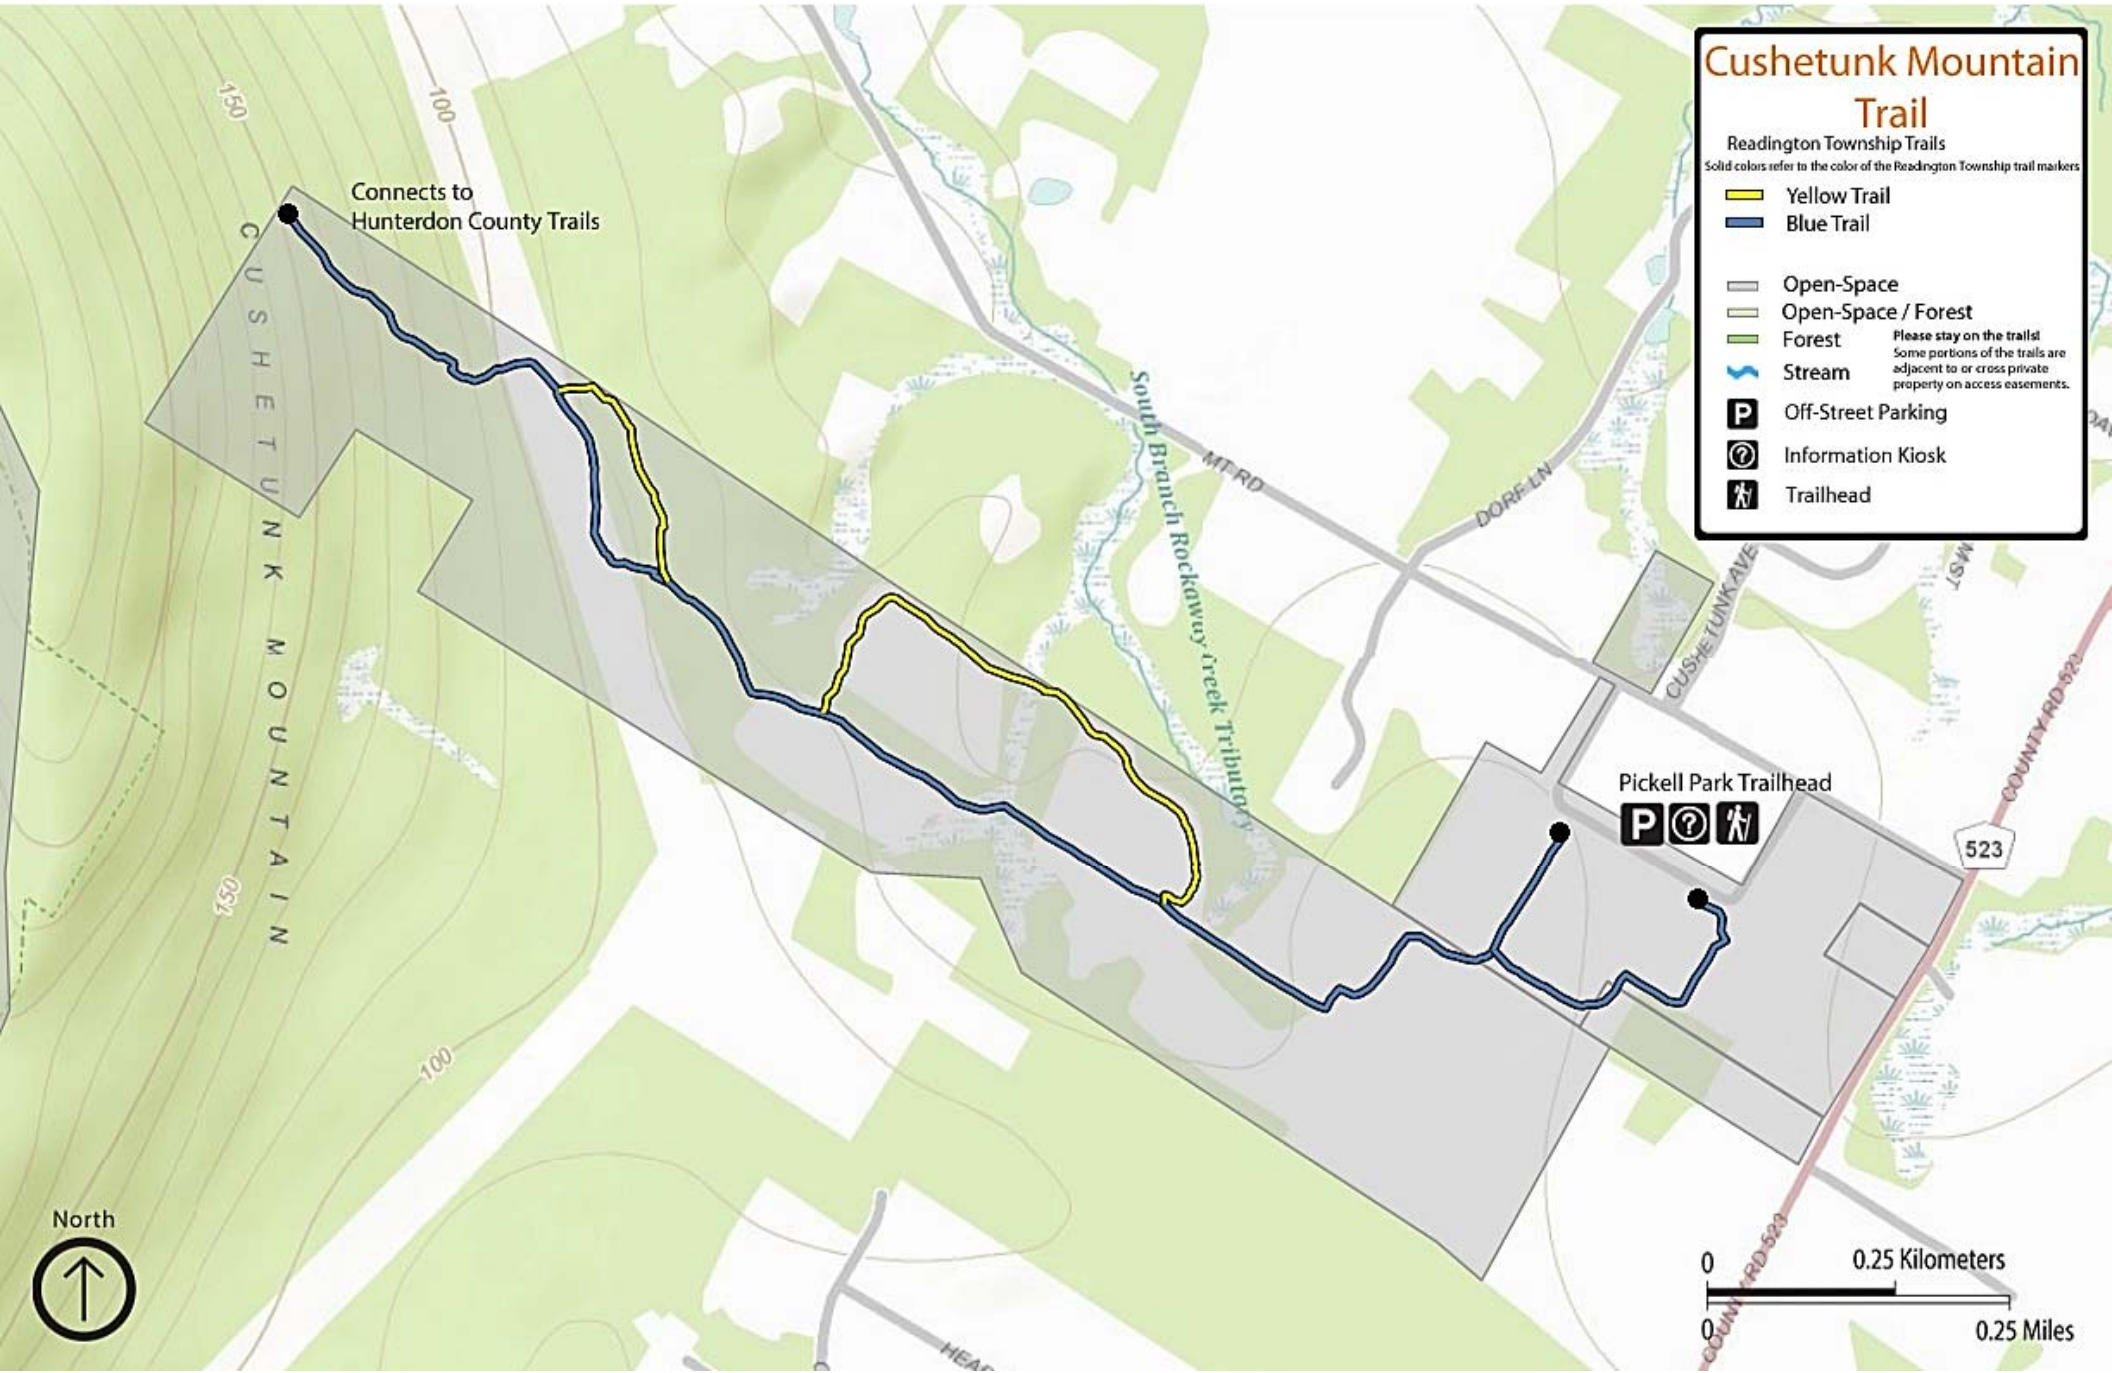 Cushetunk Mountain
Trail
Readington Township Trails
Solid colors refer to the color of the Readington Township trail markers
Yellow Trail
Blue Trail
Open-Space
Open-Space / Forest
Forest
Stream
Please stay on the trails!
Some portions of the trails are
adjacent to or cross private
property on access easements.
P Off-Street Parking
? Information Kiosk
Trailhead
150
100
Connects to
Hunterdon County Trails
CUSHETUNK MOUNTAIN
South Branch Rockaway Creek Tributary
MT RD
DORF LN
CUSHETUNK AVE
COUNTY RD 523
Pickell Park Trailhead
P ?
523
150
100
North
COUNTY RD 523
0 0.25 Kilometers
0 0.25 Miles